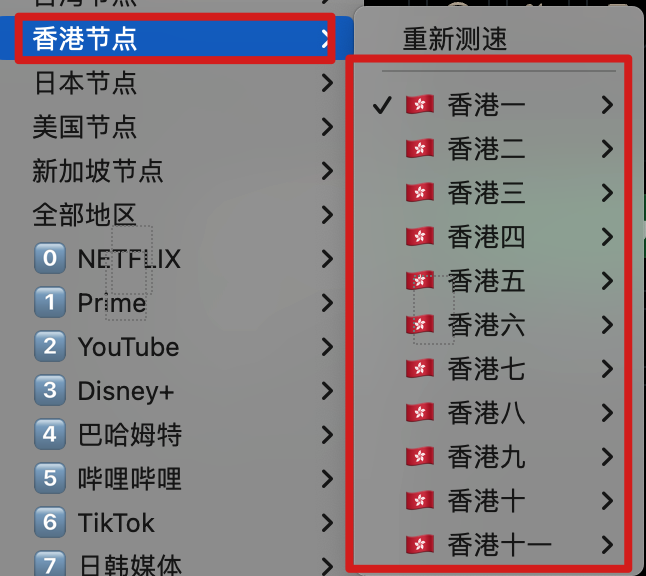 台湾节点
香港节点
日本节点
美国节点
新加坡节点
全部地区
0 NETFLIX
1 Prime
2 YouTube
3 Disney+
4 巴哈姆特
5 哔哩哔哩
6 TikTok
7 日韩媒体
重新测速
🇭🇰 香港一
🇭🇰 香港二
🇭🇰 香港三
🇭🇰 香港四
🇭🇰 香港五
🇭🇰 香港六
🇭🇰 香港七
🇭🇰 香港八
🇭🇰 香港九
🇭🇰 香港十
🇭🇰 香港十一